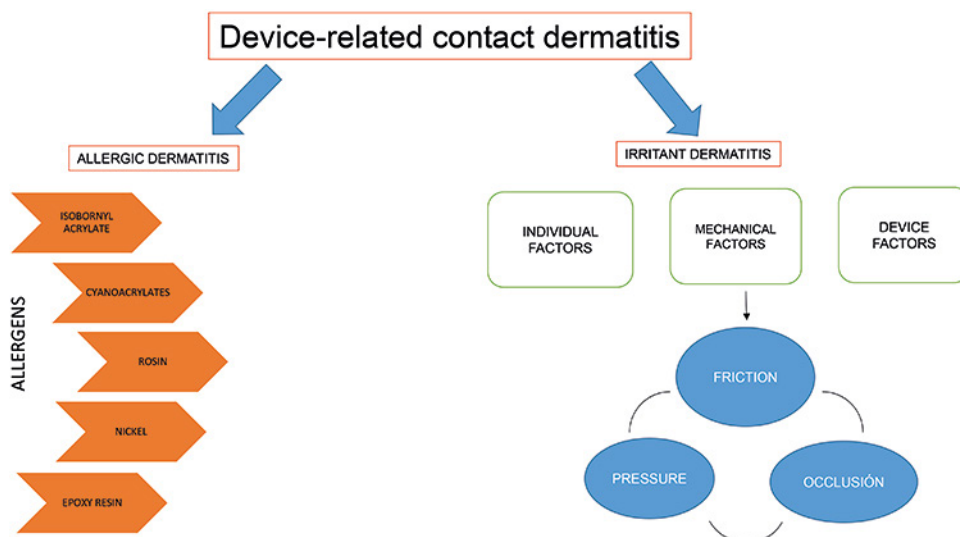 Device-related contact dermatitis
ALLERGIC DERMATITIS
IRRITANT DERMATITIS
ALLERGENS
ISOBORNYL
ACRYLATE
CYANOACRYLATES
ROSIN
NICKEL
EPOXY RESIN
INDIVIDUAL
FACTORS
MECHANICAL
FACTORS
DEVICE
FACTORS
FRICTION
PRESSURE
OCCLUSIÓN